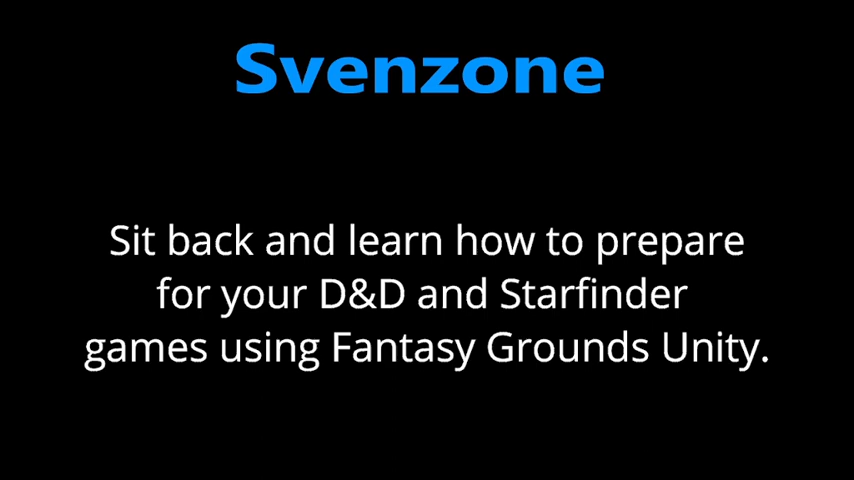 Svenzone
Sit back and learn how to prepare
for your D&D and Starfinder
games using Fantasy Grounds Unity.